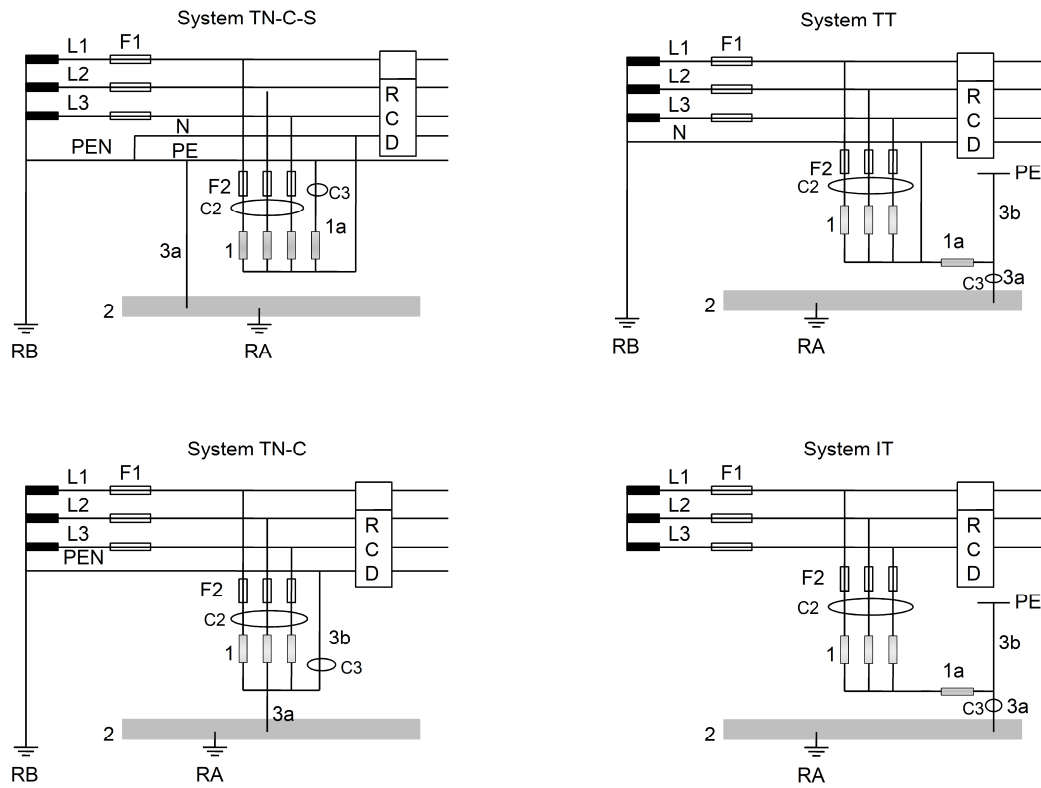 System TN-C-S
L1 F1
L2
L3
N
PEN PE
R
C
D
F2
C2
C3
1 1a
3a
2
RB RA
System TT
L1 F1
L2
L3
N
R
C
D
F2
C2
PE
3b
1 1a
C3 3a
2
RB RA
System TN-C
L1 F1
L2
L3
PEN
R
C
D
F2
C2
3b
1 C3
3a
2
RB RA
System IT
L1 F1
L2
L3
R
C
D
F2
C2
PE
3b
1 1a
C3 3a
2
RA